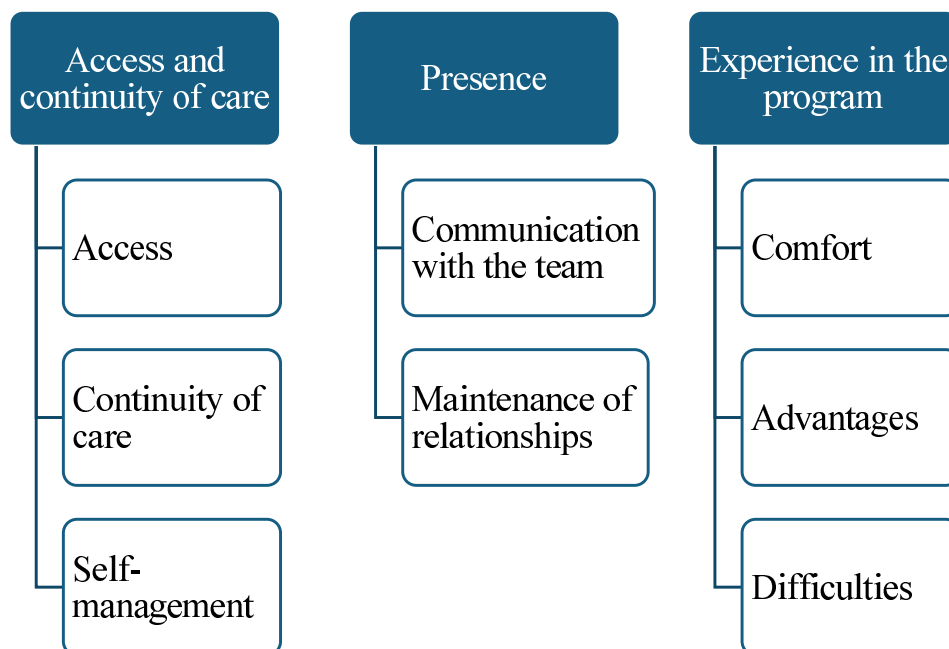 Access and
continuity of care
Access
Continuity of
care
Self-
management
Presence
Communication
with the team
Maintenance of
relationships
Experience in the
program
Comfort
Advantages
Difficulties